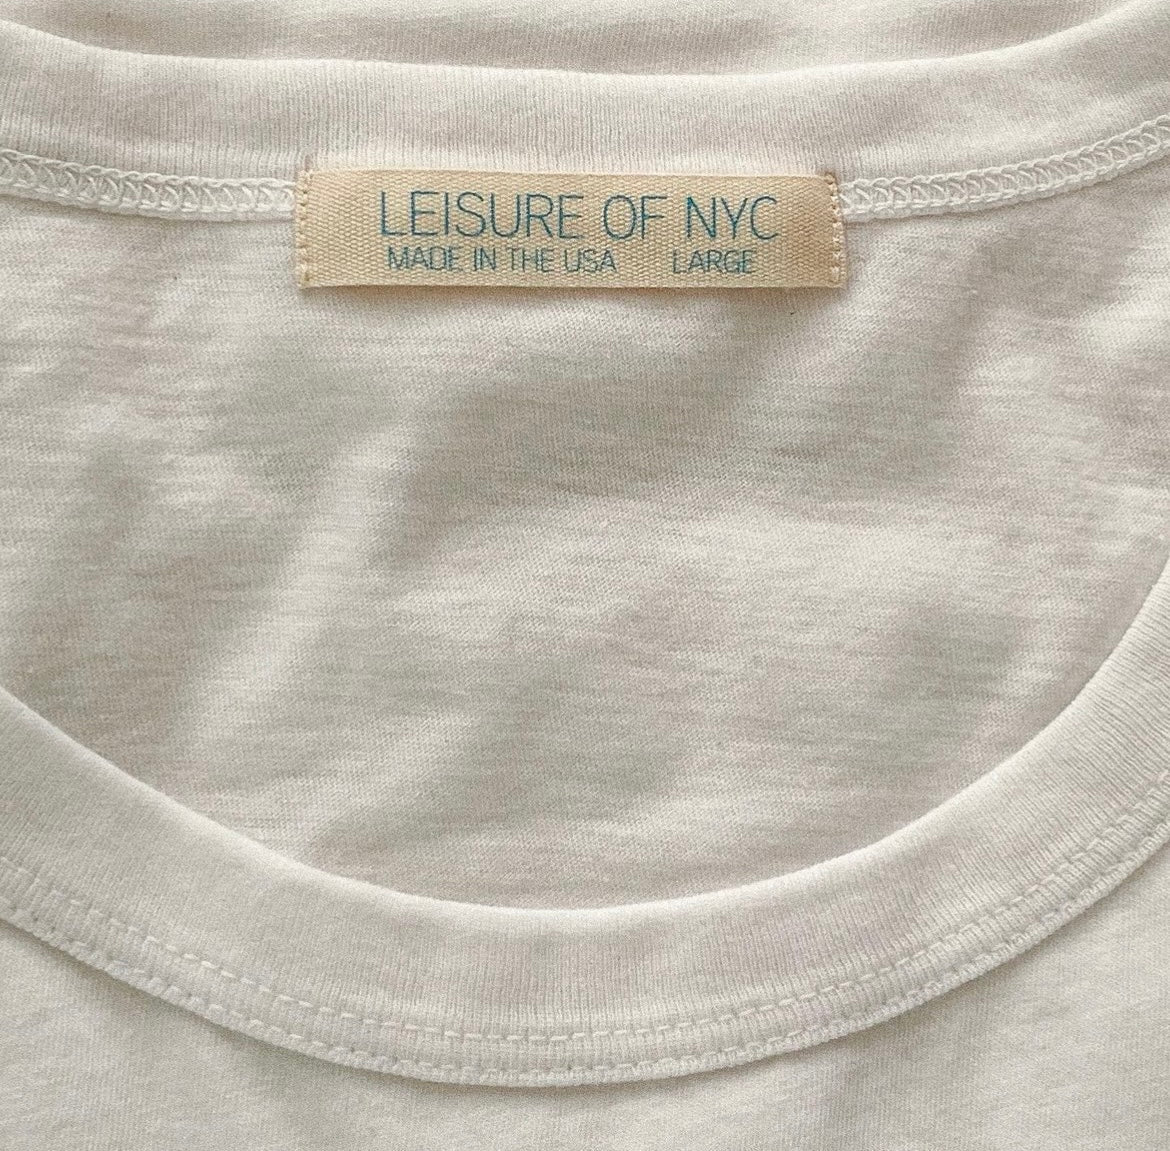 LEISURE OF NYC
MADE IN THE USA LARGE